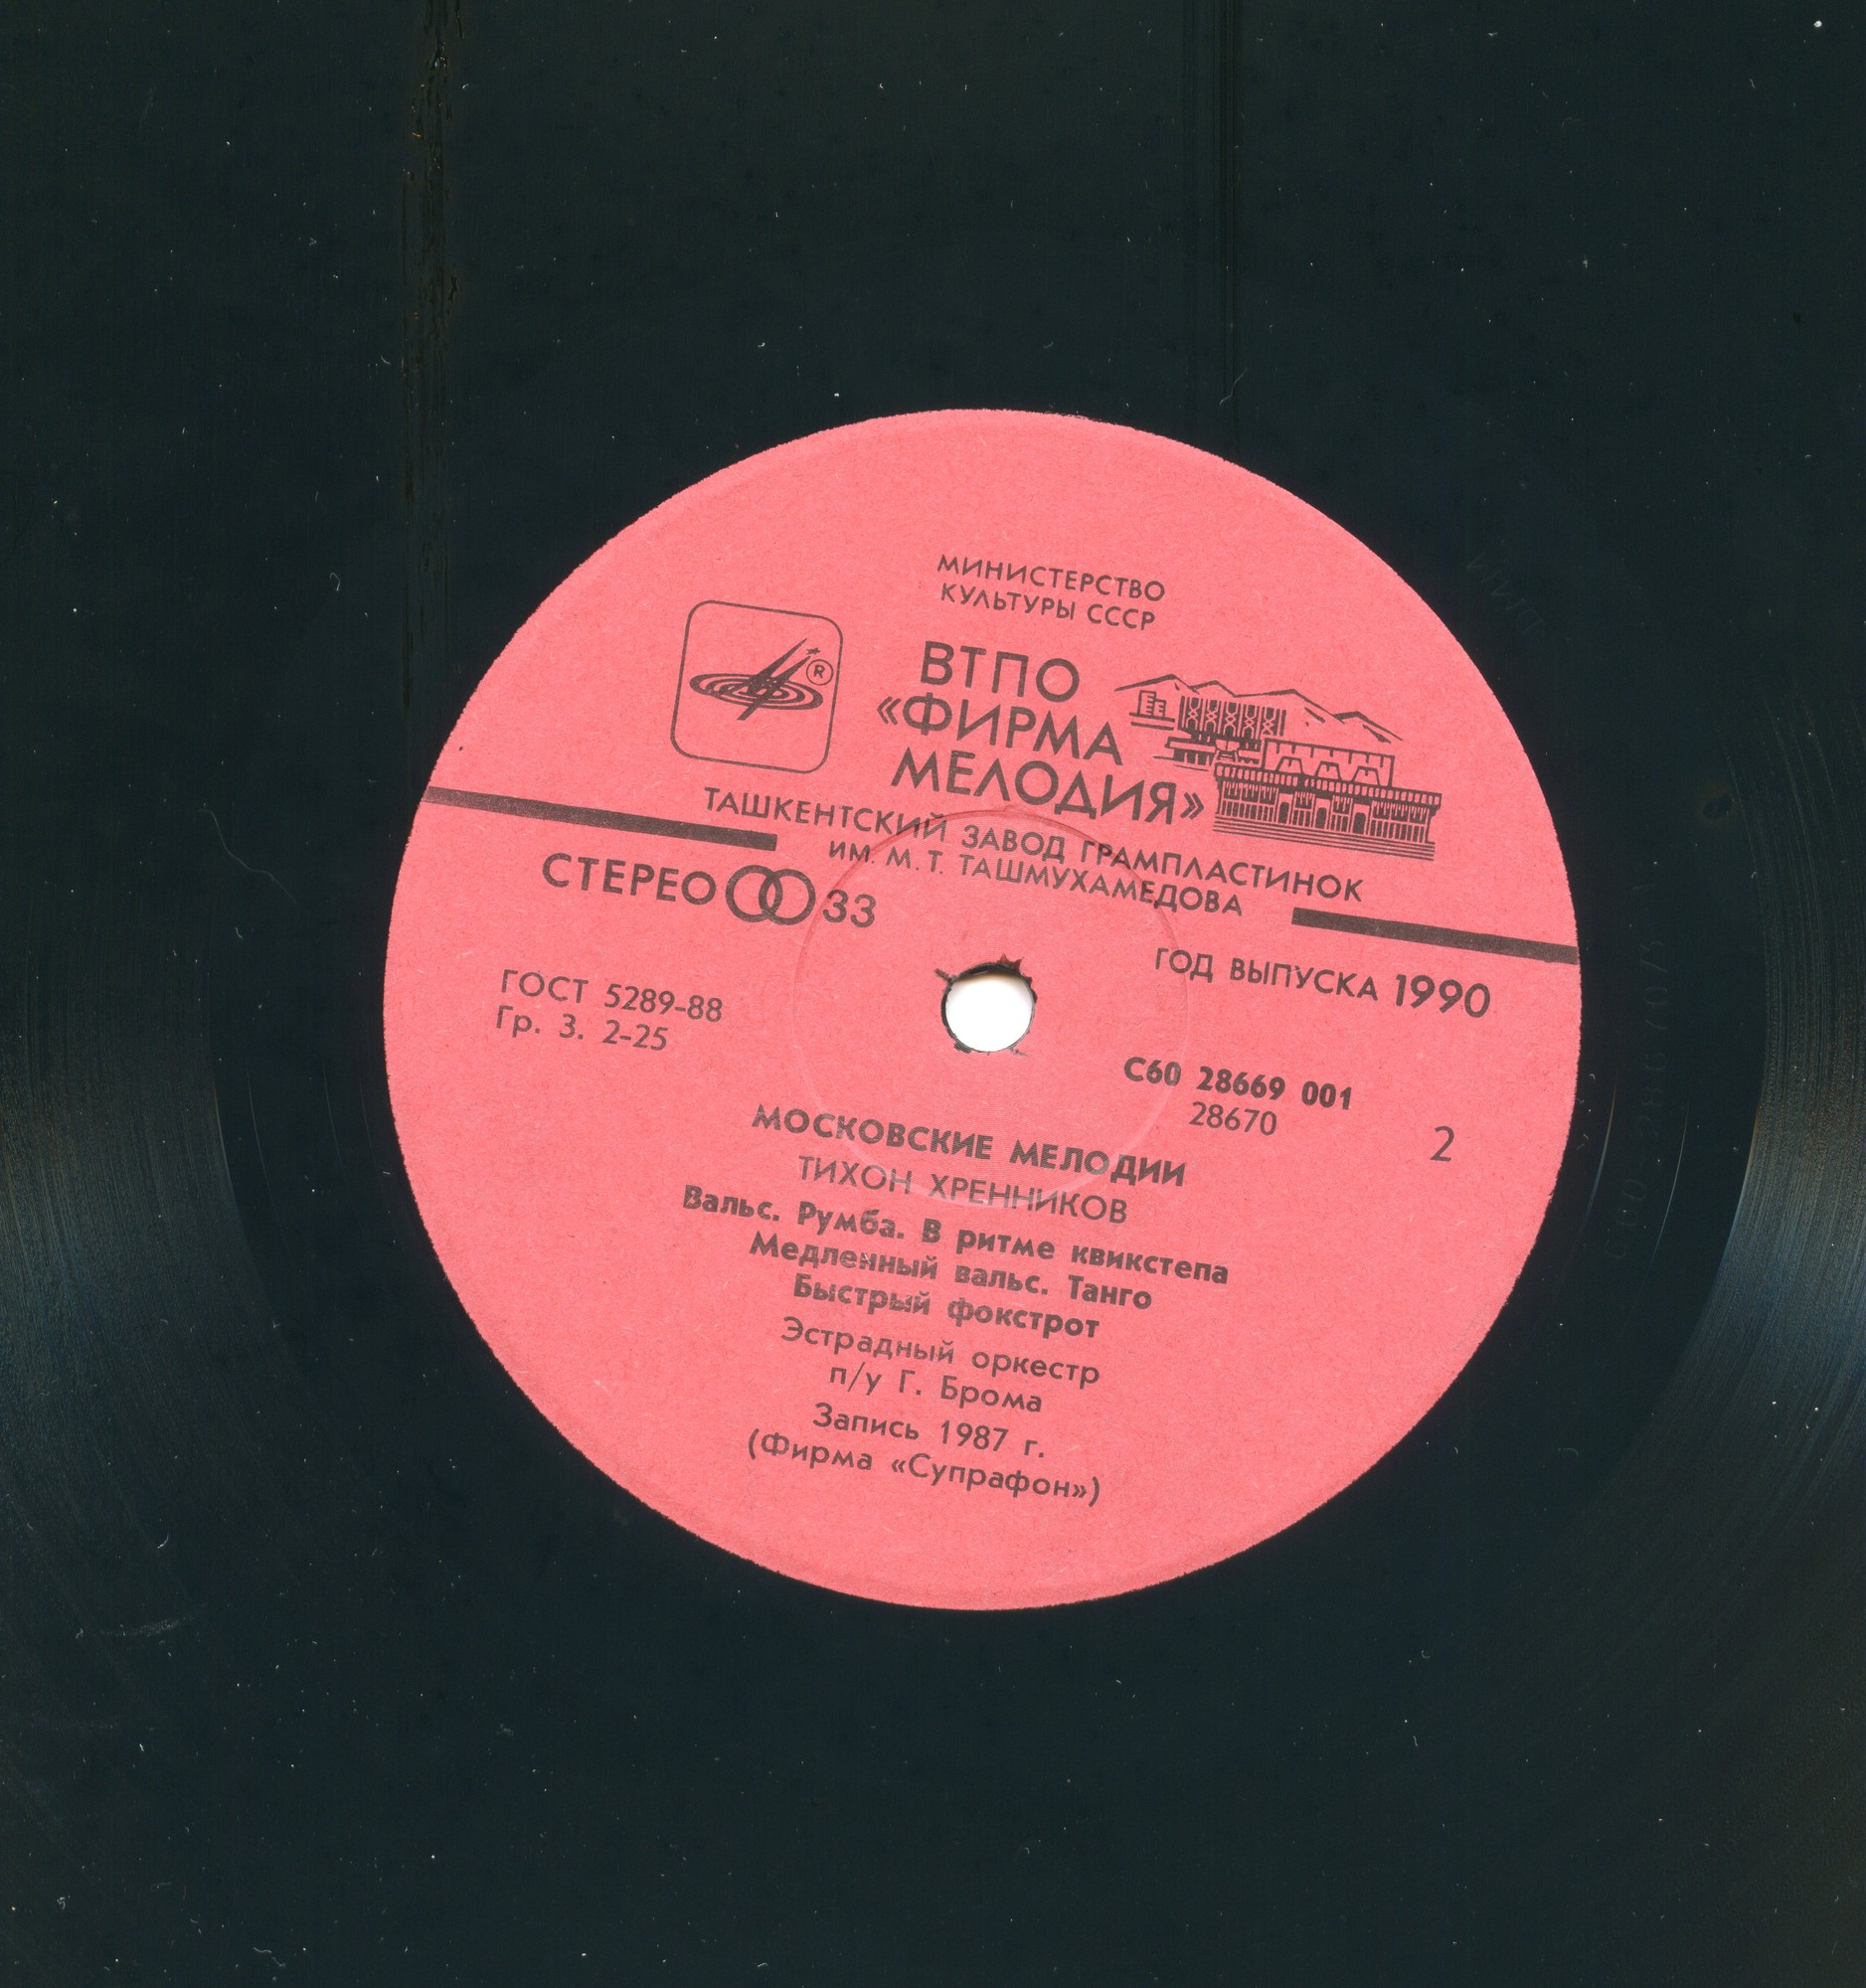 МИНИСТЕРСТВО
КУЛЬТУРЫ СССР
ВТПО
«ФИРМА
МЕЛОДИЯ»
®
ТАШКЕНТСКИЙ ЗАВОД ГРАМПЛАСТИНОК
ИМ. М. Т. ТАШМУХАМЕДОВА
СТЕРЕО 33
ГОД ВЫПУСКА 1990
ГОСТ 5289-88
Гр. 3. 2-25
С60 28669 001
28670
2
МОСКОВСКИЕ МЕЛОДИИ
ТИХОН ХРЕННИКОВ
Вальс. Румба. В ритме квикстепа
Медленный вальс. Танго
Быстрый фокстрот
Эстрадный оркестр
п/у Г. Брома
Запись 1987 г.
(Фирма «Супрафон»)
DMM